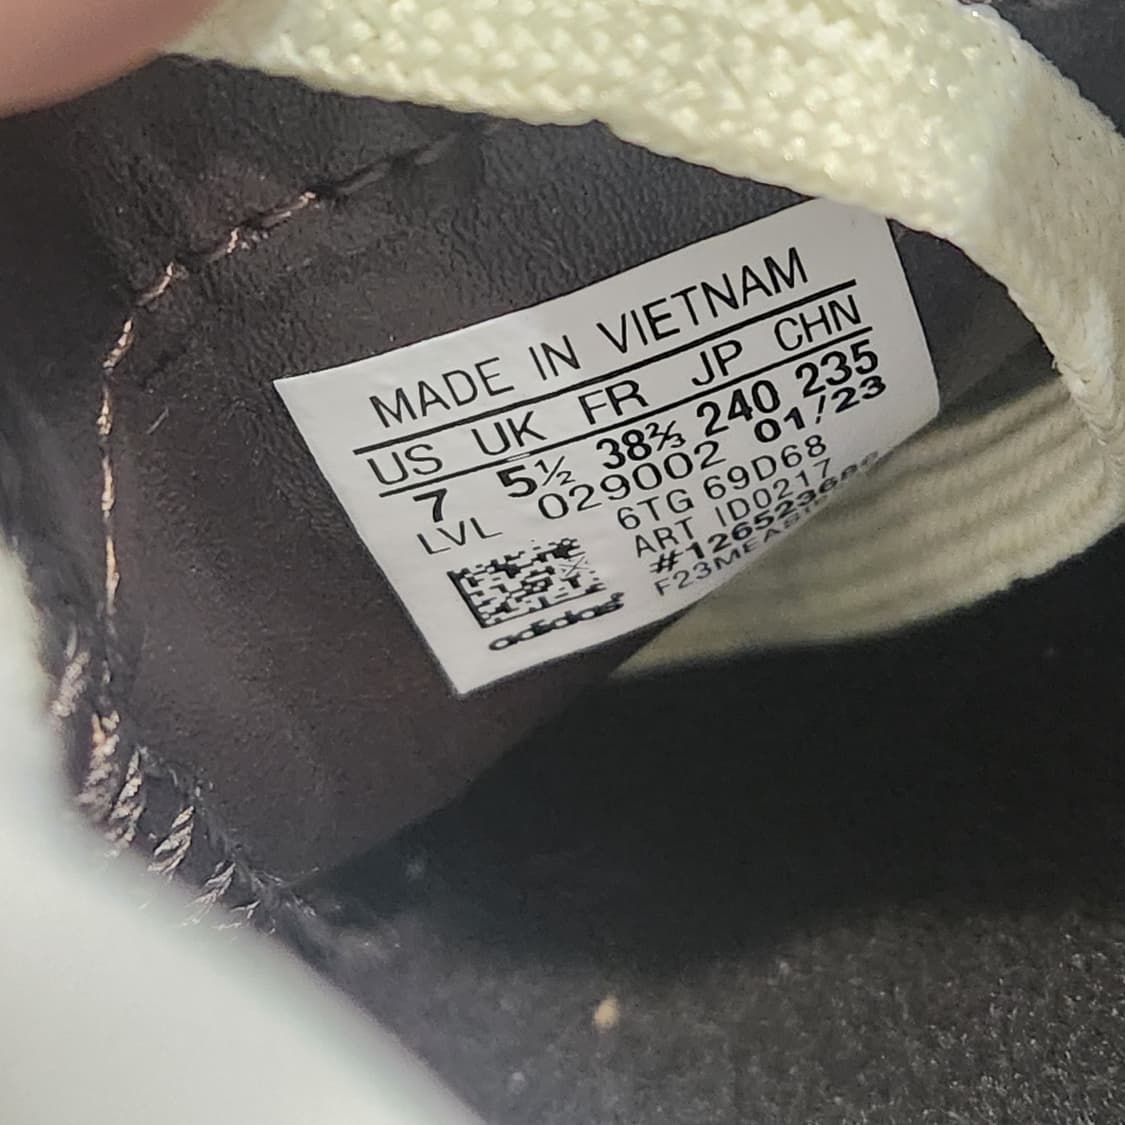 MADE IN VIETNAM
US UK FR JP CHN
7 5½ 38⅔ 240 235
LVL 029002 01/23
6TG 69D68
ART ID0217
adidas